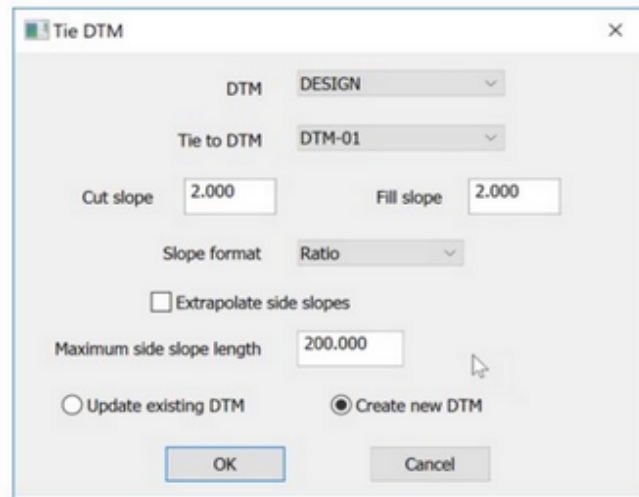 Tie DTM
DTM DESIGN
Tie to DTM DTM-01
Cut slope 2.000 Fill slope 2.000
Slope format Ratio
Extrapolate side slopes
Maximum side slope length 200.000
Update existing DTM Create new DTM
OK Cancel